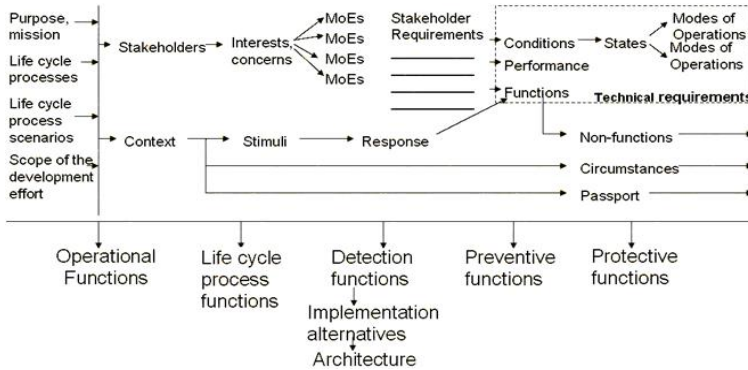 Purpose,
mission
Life cycle
processes
Life cycle
process
scenarios
Scope of the
development
effort
Stakeholders
Interests,
concerns
MoEs
MoEs
MoEs
MoEs
Stakeholder
Requirements
Conditions
Performance
Functions
States
Modes of
Operations
Modes of
Operations
Technical requirements
Context
Stimuli
Response
Non-functions
Circumstances
Passport
Operational
Functions
Life cycle
process
functions
Detection
functions
Implementation
alternatives
Architecture
Preventive
functions
Protective
functions